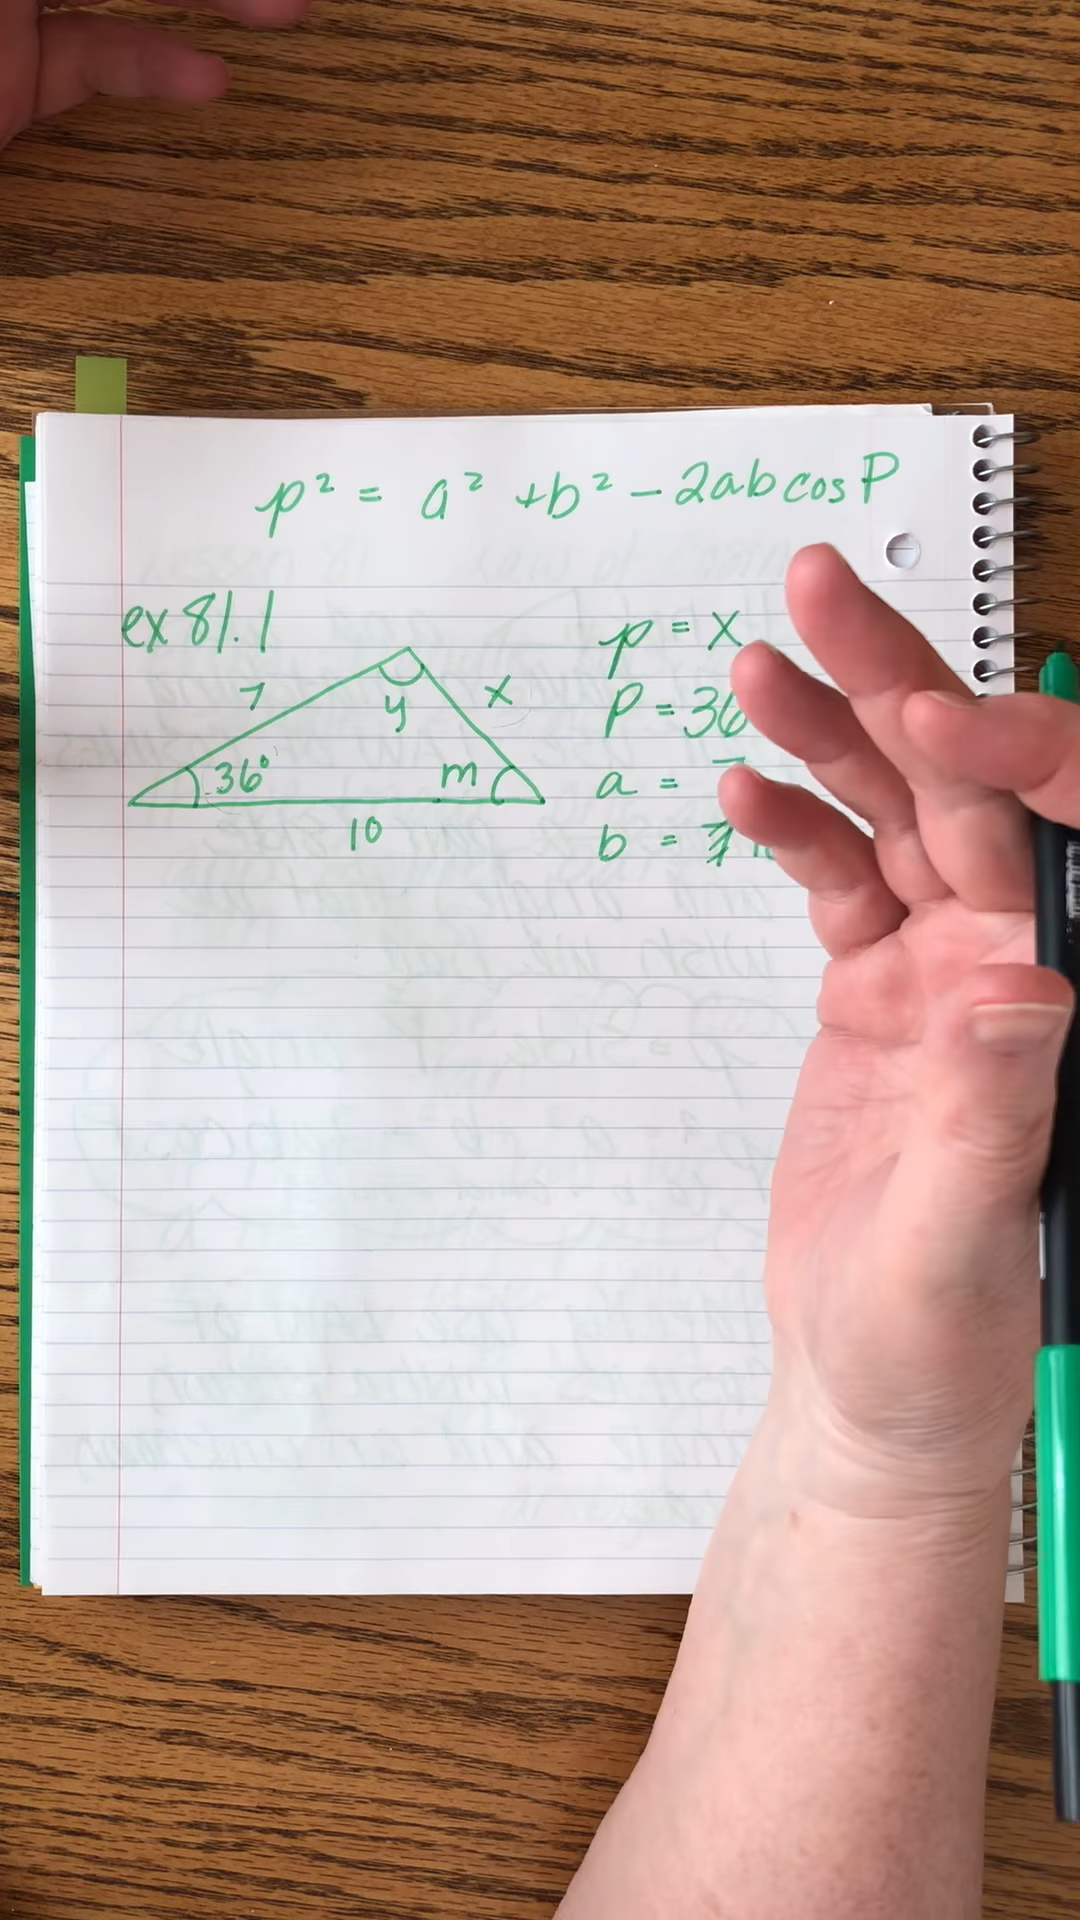 p² = a² + b² - 2ab cos P
ex 81.1
p = x
7
x
y
P = 36
36°
m
a =
10
b =